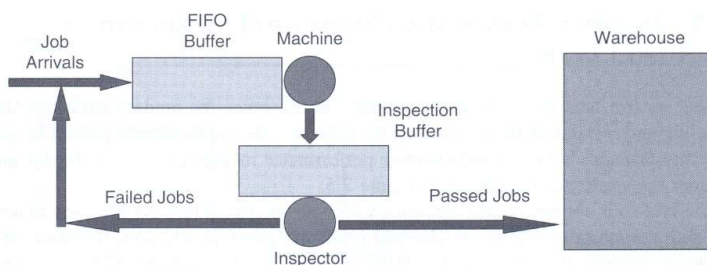 FIFO
Buffer
Job
Arrivals
Machine
Warehouse
Inspection
Buffer
Failed Jobs
Passed Jobs
Inspector